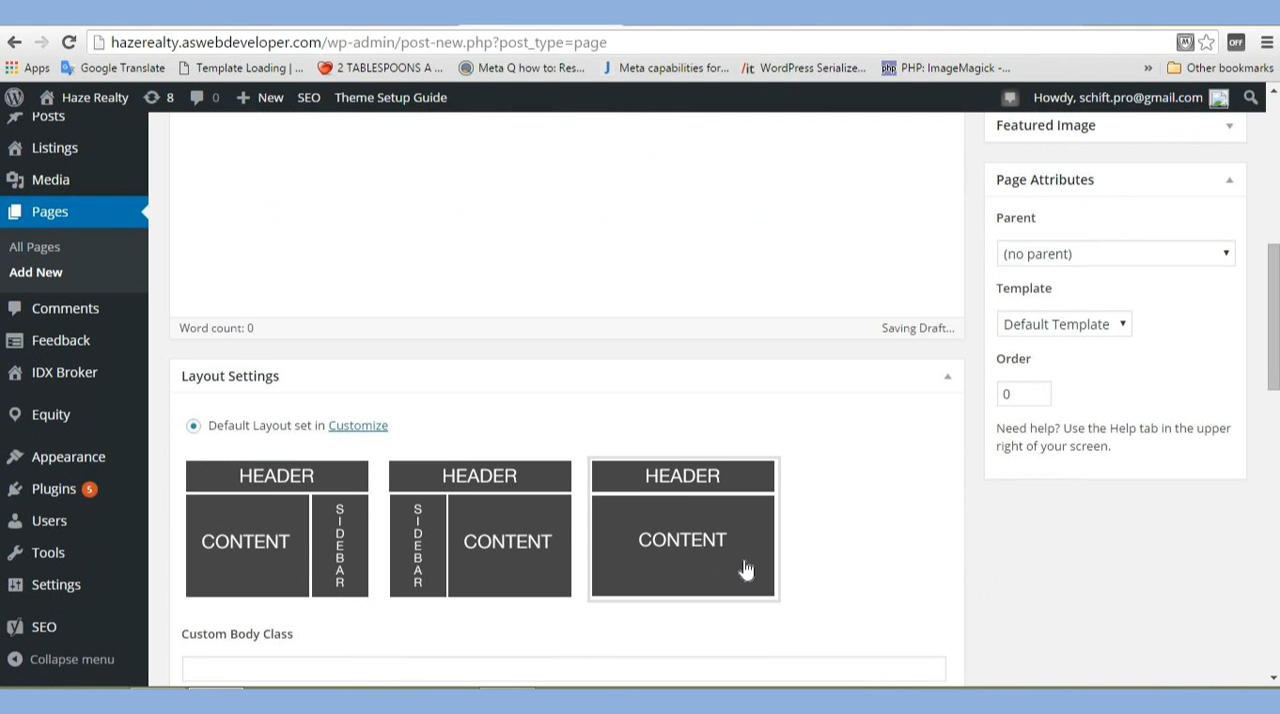 hazerealty.aswebdeveloper.com/wp-admin/post-new.php?post_type=page
OFF
Apps Google Translate Template Loading | ... 2 TABLESPOONS A ... Meta Q how to: Res... Meta capabilities for... /it WordPress Serialize... php PHP: ImageMagick -... » Other bookmarks
Haze Realty 8 0 + New SEO Theme Setup Guide Howdy, schift.pro@gmail.com
Posts
Listings
Media
Pages
All Pages
Add New
Comments
Feedback
IDX Broker
Equity
Appearance
Plugins 5
Users
Tools
Settings
SEO
Collapse menu
Word count: 0 Saving Draft...
Layout Settings
Default Layout set in Customize
HEADER
CONTENT
SIDEBAR
HEADER
SIDEBAR
CONTENT
HEADER
CONTENT
Custom Body Class
Featured Image
Page Attributes
Parent
(no parent)
Template
Default Template
Order
0
Need help? Use the Help tab in the upper
right of your screen.